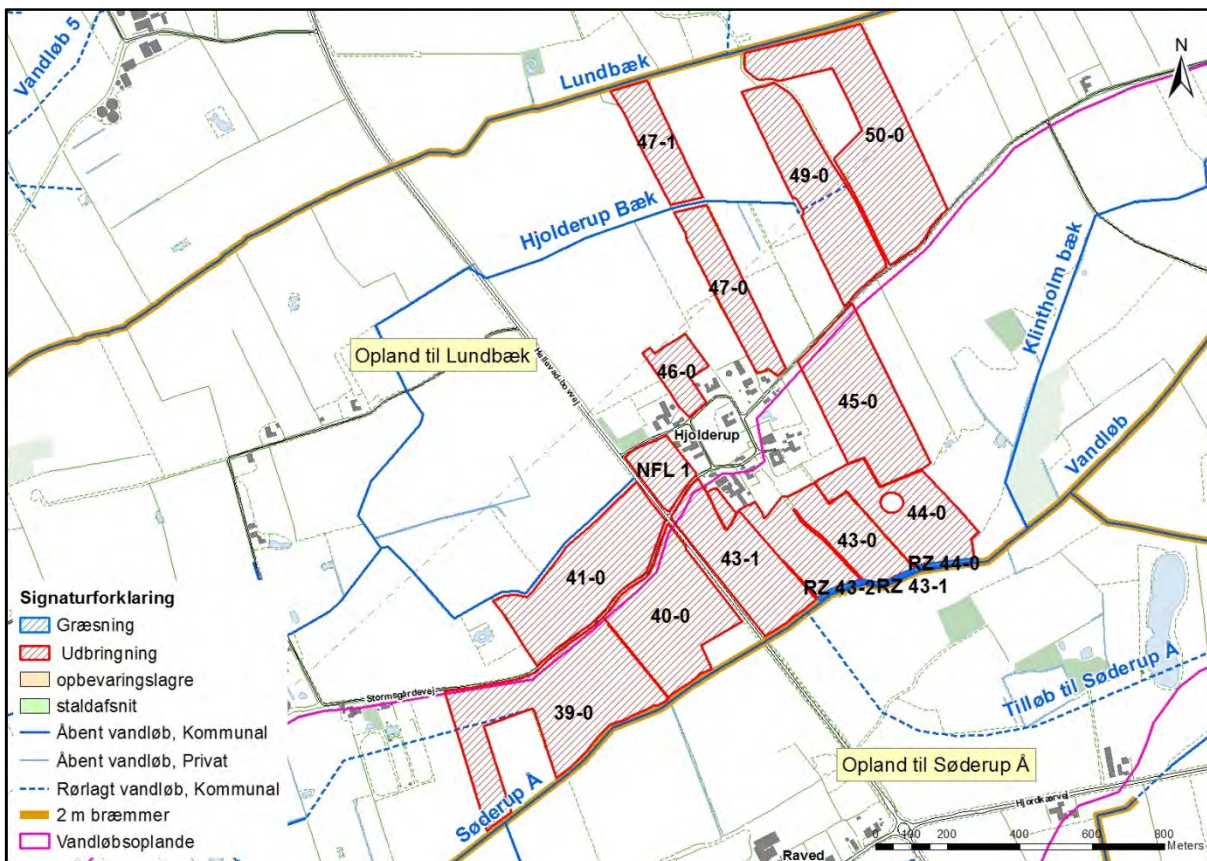 Vandløb 5
Lundbæk
N
47-1
50-0
49-0
Hjolderup Bæk
Klintholm bæk
47-0
Opland til Lundbæk
46-0
45-0
Vandløb
Hjolderup
NFL 1
44-0
43-0
43-1
RZ 44-0
RZ 43-2
RZ 43-1
41-0
40-0
Stormsgårdevej
Tilløb til Søderup Å
39-0
Opland til Søderup Å
Søderup Å
Hjordkærvej
Raved
0 100 200 400 600 800
Meters
Signaturforklaring
Græsning
Udbringning
opbevaringslagre
staldafsnit
Åbent vandløb, Kommunal
Åbent vandløb, Privat
Rørlagt vandløb, Kommunal
2 m bræmmer
Vandløbsoplande